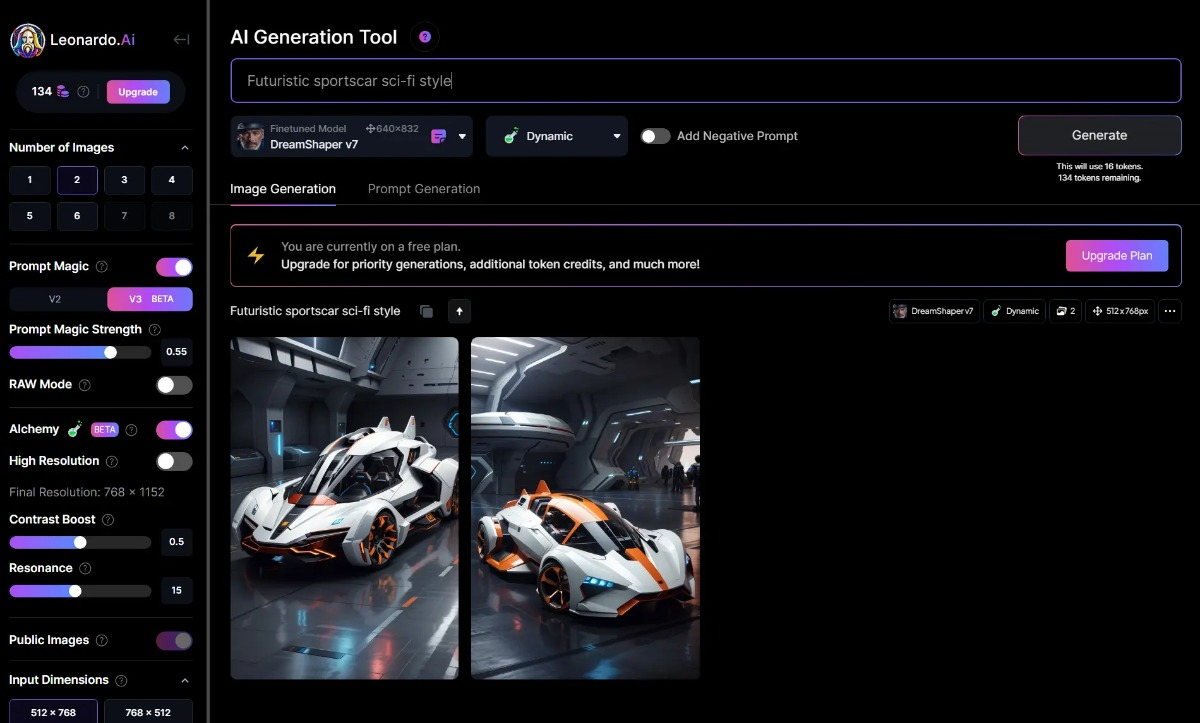 Leonardo.Ai
134
Upgrade
Number of Images
1 2 3 4
5 6 7 8
Prompt Magic
V2 V3 BETA
Prompt Magic Strength
0.55
RAW Mode
Alchemy BETA
High Resolution
Final Resolution: 768 × 1152
Contrast Boost
0.5
Resonance
15
Public Images
Input Dimensions
512 × 768 768 × 512
AI Generation Tool
Futuristic sportscar sci-fi style
Finetuned Model 640×832
DreamShaper v7
Dynamic
Add Negative Prompt
Generate
This will use 16 tokens.
134 tokens remaining.
Image Generation Prompt Generation
You are currently on a free plan.
Upgrade for priority generations, additional token credits, and much more!
Upgrade Plan
Futuristic sportscar sci-fi style
DreamShaper v7 Dynamic 2 512x768px